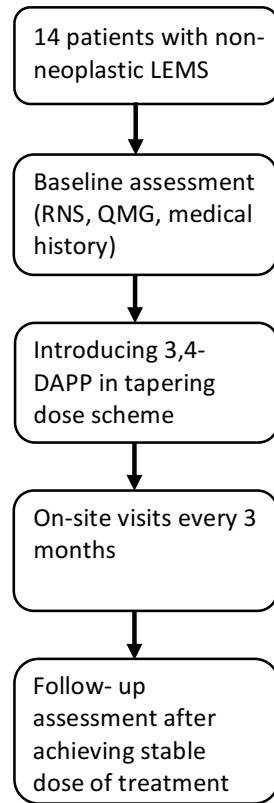 14 patients with non-
neoplastic LEMS
Baseline assessment
(RNS, QMG, medical
history)
Introducing 3,4-
DAPP in tapering
dose scheme
On-site visits every 3
months
Follow- up
assessment after
achieving stable
dose of treatment